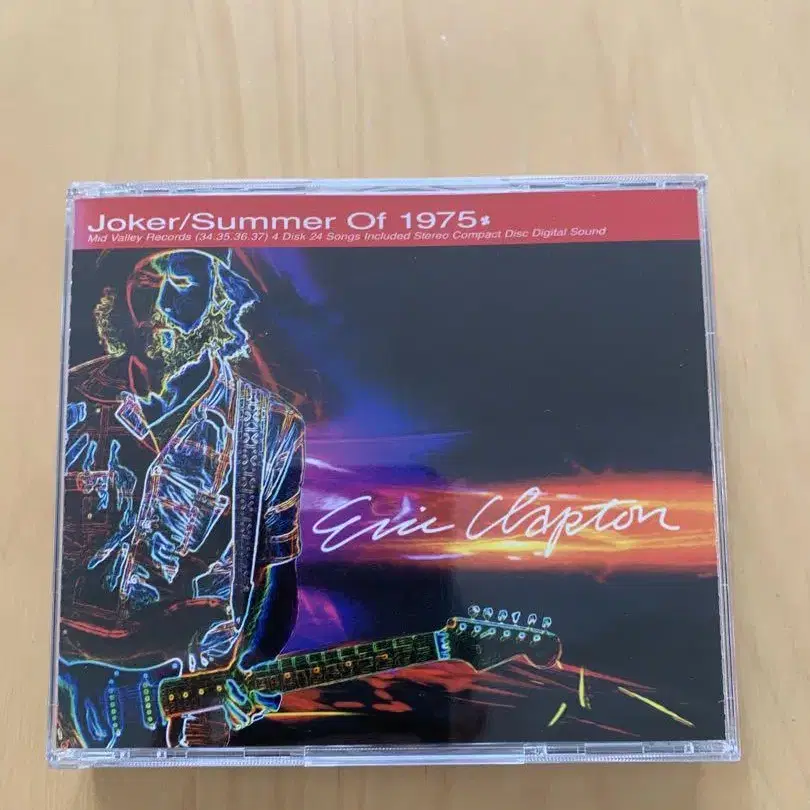 Joker/Summer Of 1975
Mid Valley Records (34.35.36.37) 4 Disk 24 Songs Included Stereo Compact Disc Digital Sound
Eric Clapton